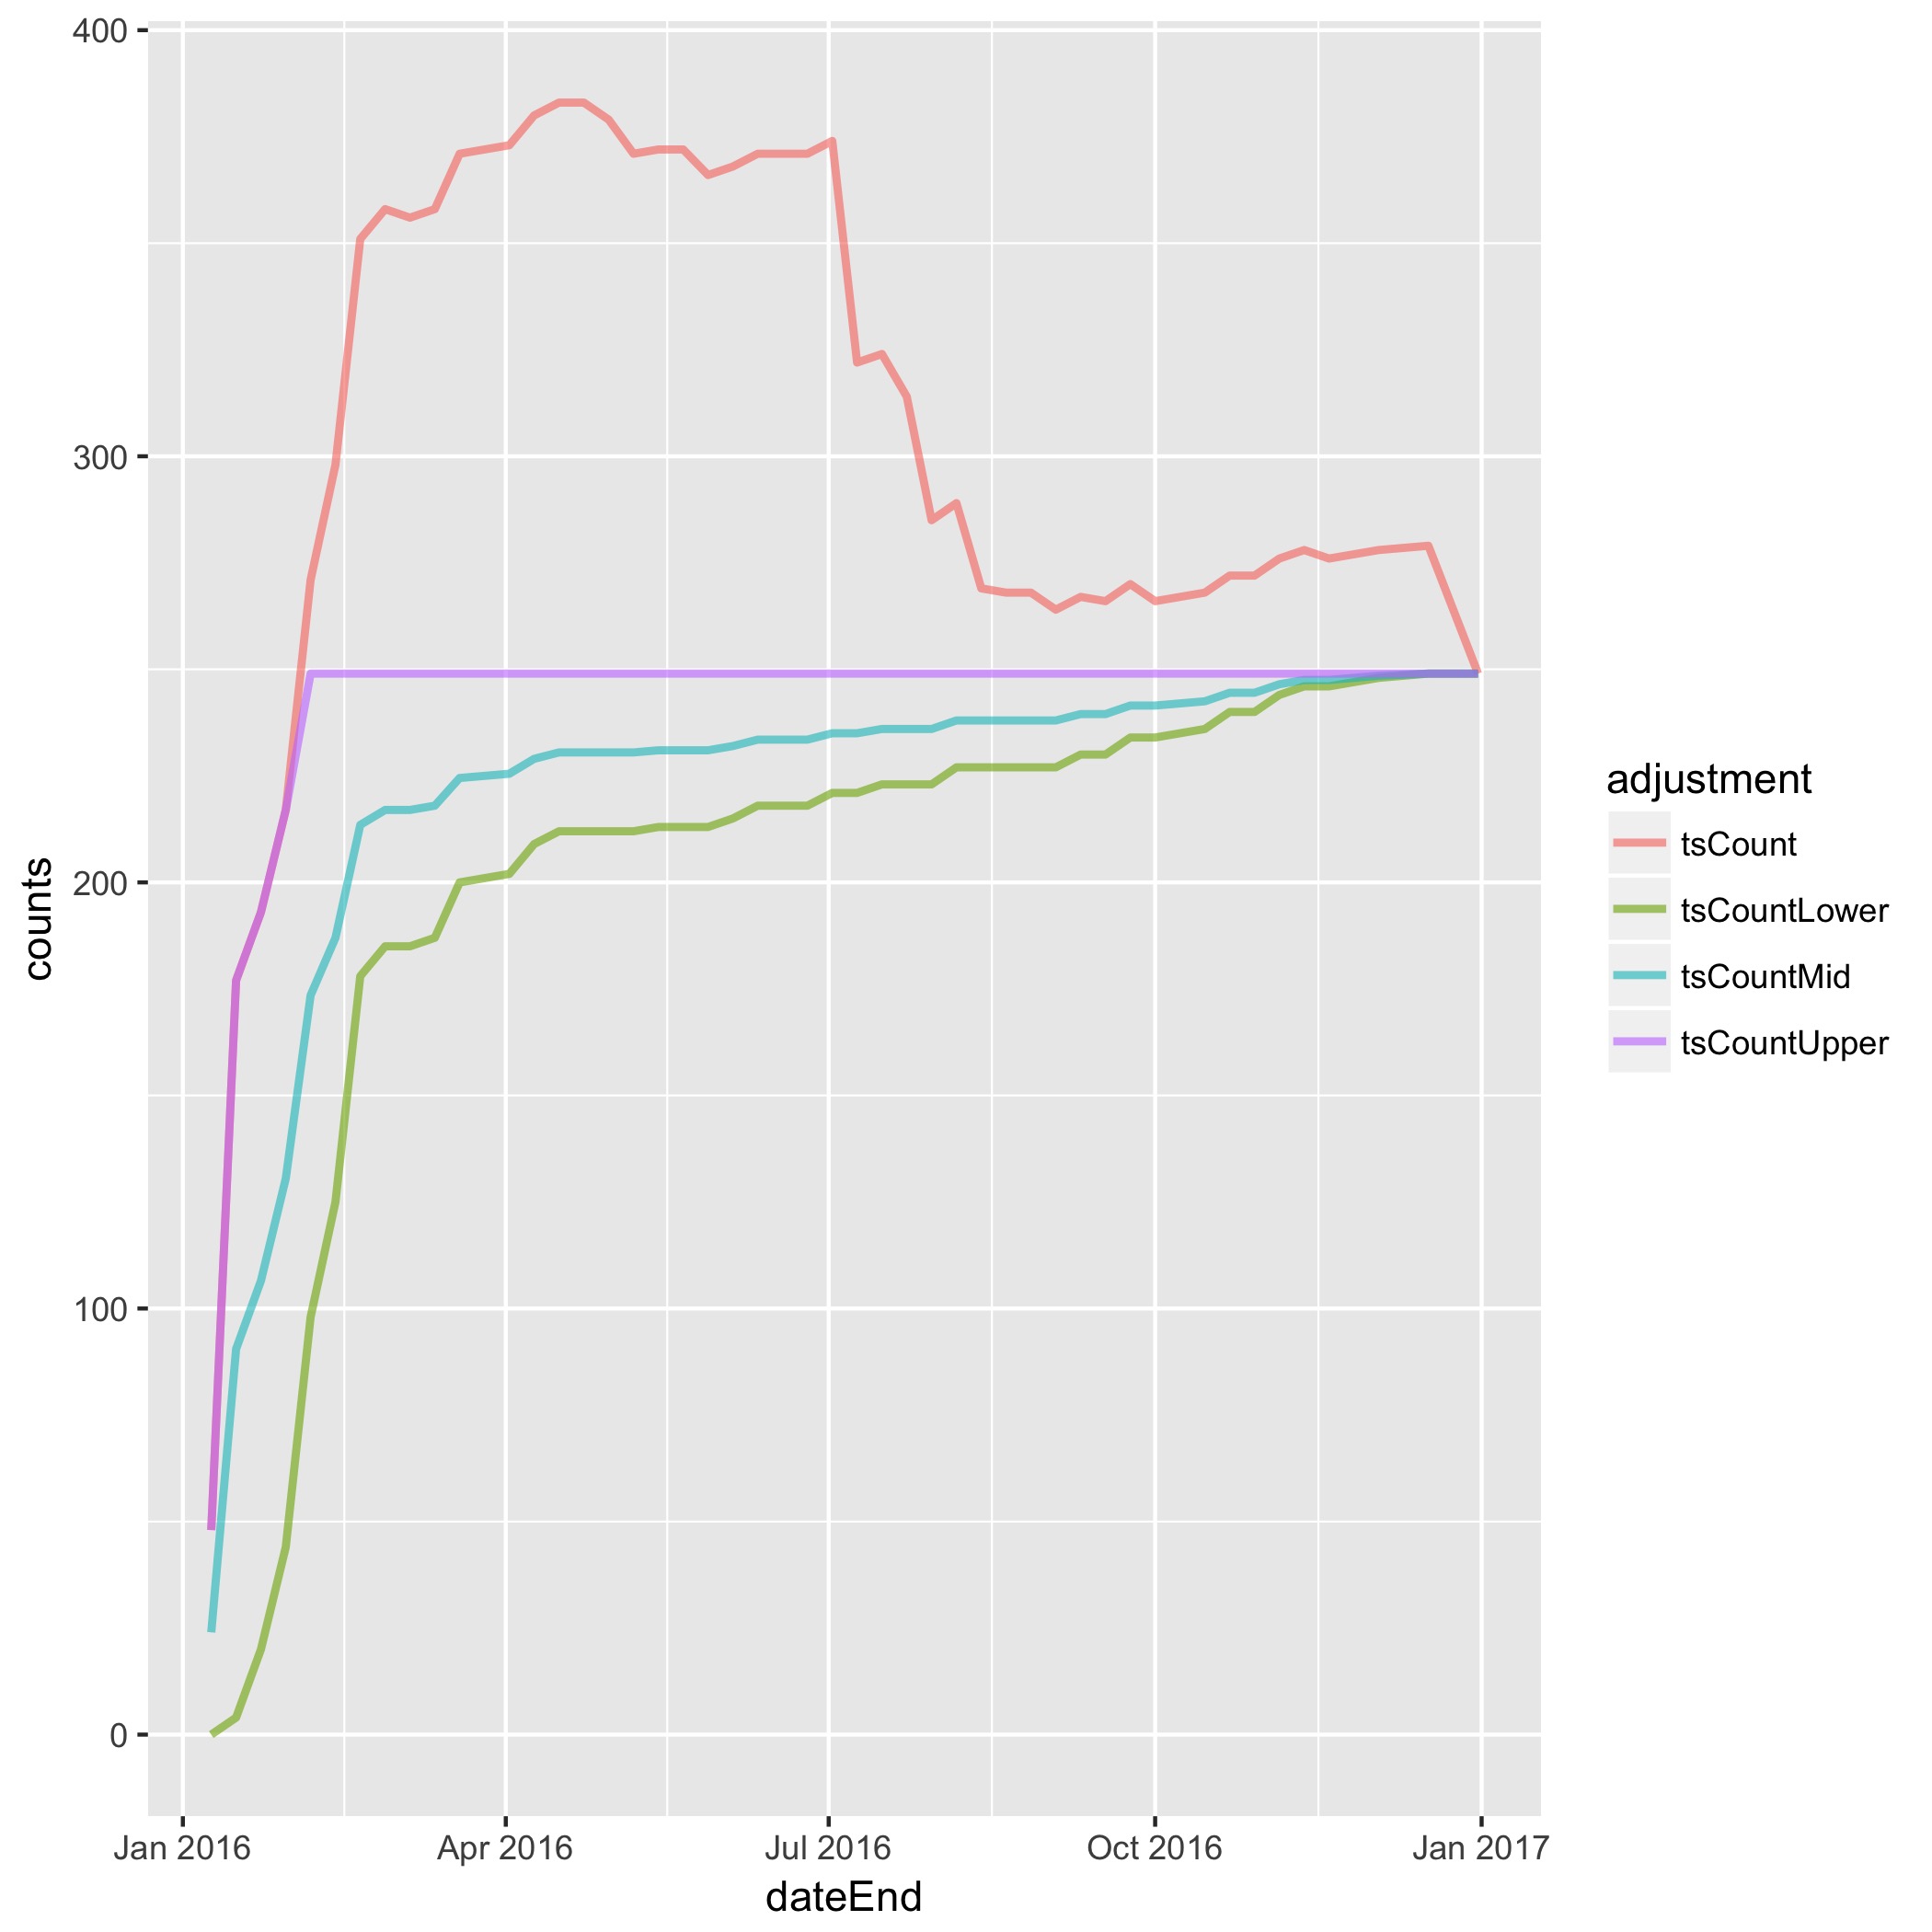 400
300
200
100
0
counts
Jan 2016
Apr 2016
Jul 2016
Oct 2016
Jan 2017
dateEnd
adjustment
tsCount
tsCountLower
tsCountMid
tsCountUpper